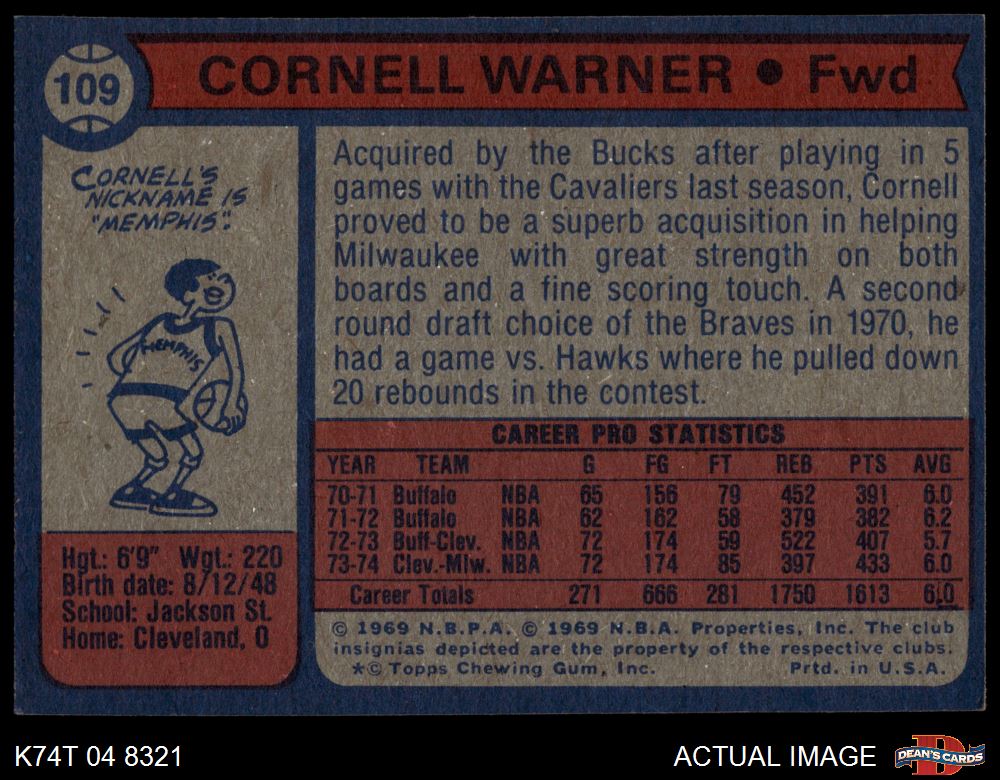 109
CORNELL WARNER • Fwd
CORNELL'S
NICKNAME IS
"MEMPHIS".
MEMPHIS
Hgt.: 6'9" Wgt.: 220
Birth date: 8/12/48
School: Jackson St.
Home: Cleveland, O
Acquired by the Bucks after playing in 5
games with the Cavaliers last season, Cornell
proved to be a superb acquisition in helping
Milwaukee with great strength on both
boards and a fine scoring touch. A second
round draft choice of the Braves in 1970, he
had a game vs. Hawks where he pulled down
20 rebounds in the contest.
CAREER PRO STATISTICS
YEAR TEAM G FG FT REB PTS AVG
70-71 Buffalo NBA 65 156 79 452 391 6.0
71-72 Buffalo NBA 62 162 58 379 382 6.2
72-73 Buff-Clev. NBA 72 174 59 522 407 5.7
73-74 Clev.-Mlw. NBA 72 174 85 397 433 6.0
Career Totals 271 666 281 1750 1613 6.0
© 1969 N.B.P.A. © 1969 N.B.A. Properties, Inc. The club
insignias depicted are the property of the respective clubs.
*© Topps Chewing Gum, Inc. Prtd. in U.S.A.
K74T 04 8321
ACTUAL IMAGE
D
DEAN'S CARDS